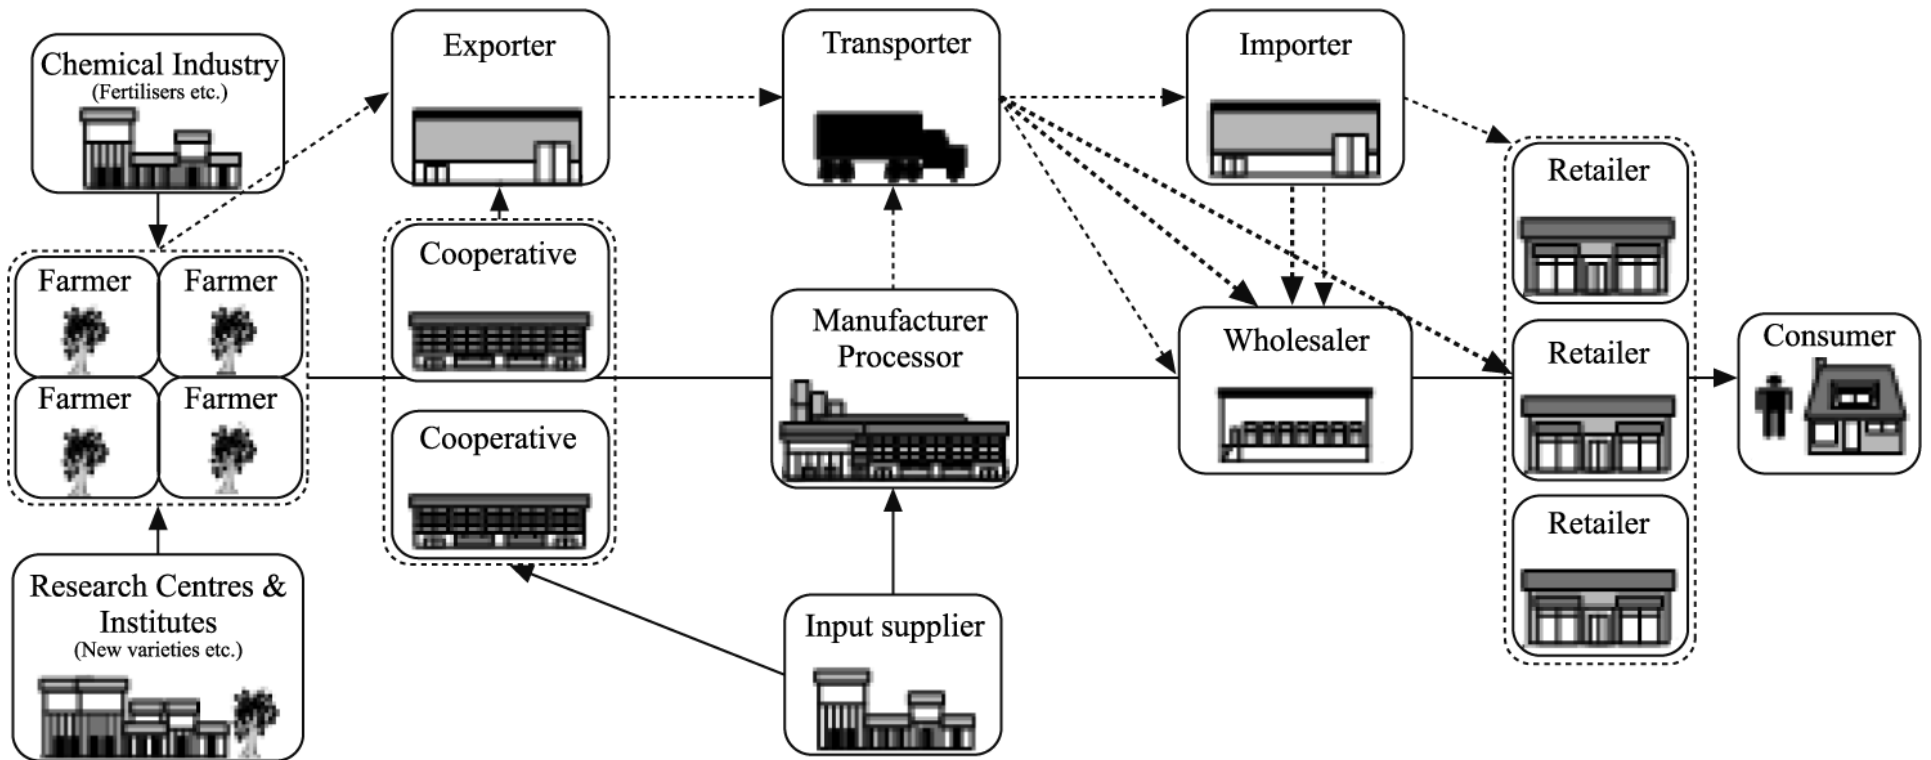 Chemical Industry
(Fertilisers etc.)
Exporter
Transporter
Importer
Retailer
Farmer
Farmer
Cooperative
Manufacturer
Processor
Wholesaler
Retailer
Consumer
Farmer
Farmer
Cooperative
Retailer
Research Centres &
Institutes
(New varieties etc.)
Input supplier